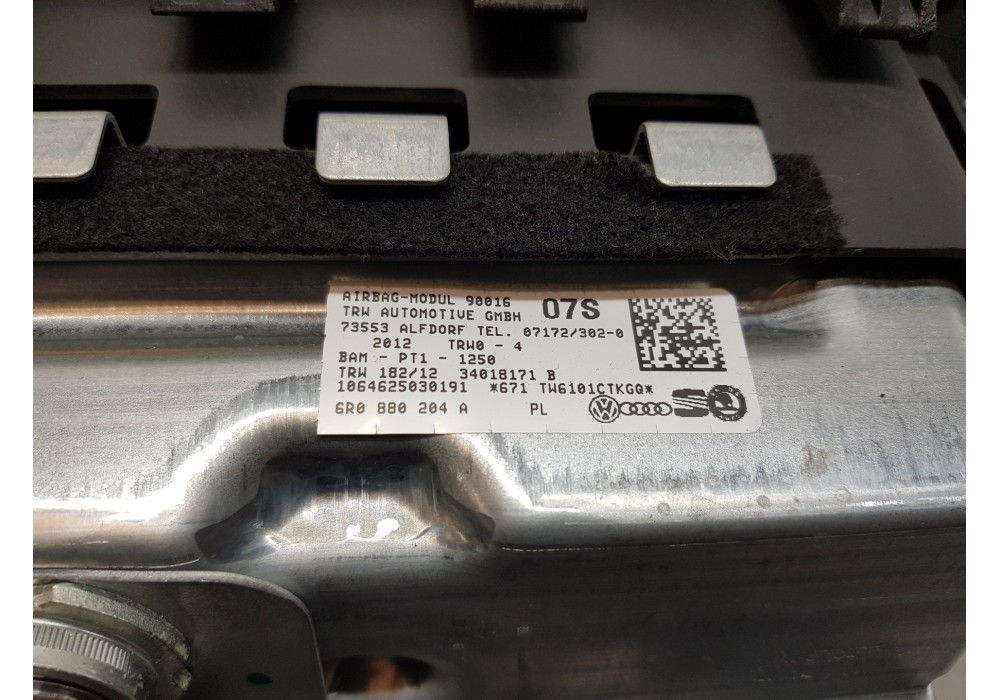 AIRBAG-MODUL 90016 07S
TRW AUTOMOTIVE GMBH
73553 ALFDORF TEL. 07172/302-0
2012 TRW0 - 4
BAM - PT1 - 1250
TRW 182/12 34018171 B
1064625030191 *671 TW6101CTKGQ*
6R0 880 204 A PL